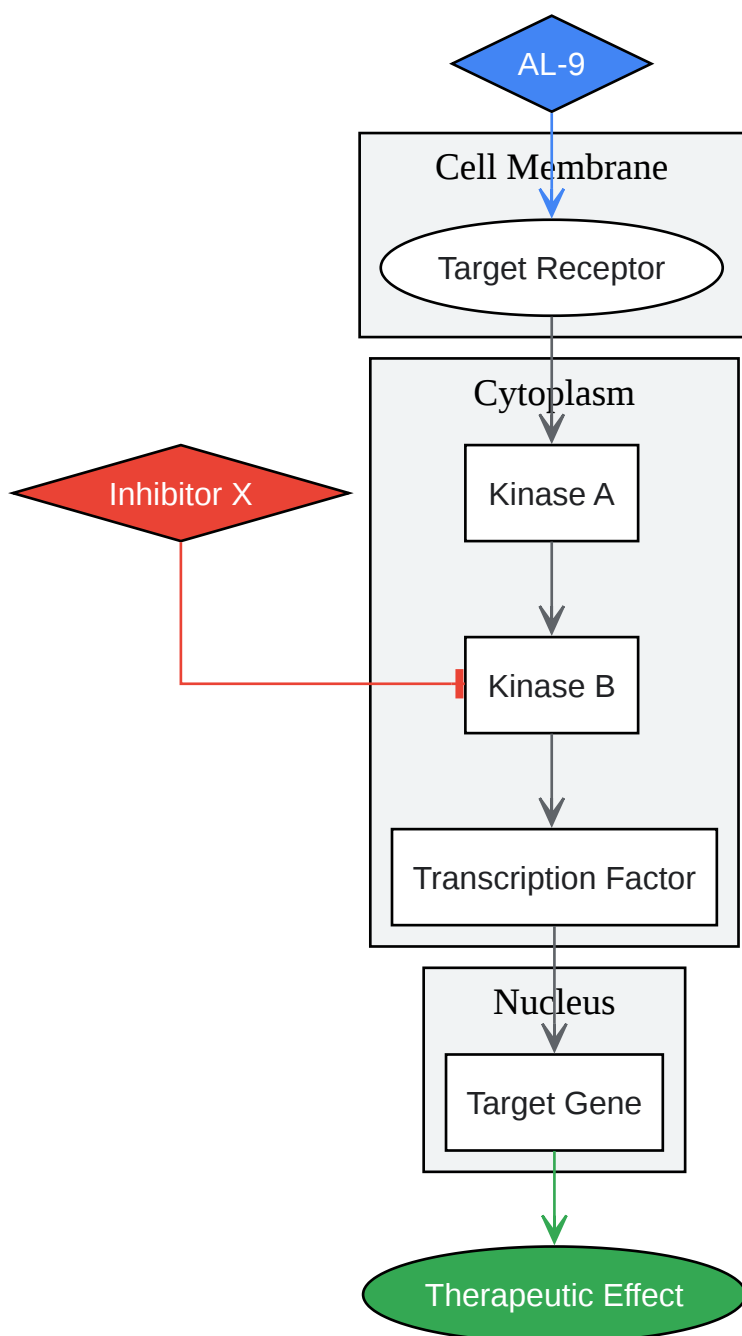 AL-9
Cell Membrane
Target Receptor
Cytoplasm
Inhibitor X
Kinase A
Kinase B
Transcription Factor
Nucleus
Target Gene
Therapeutic Effect